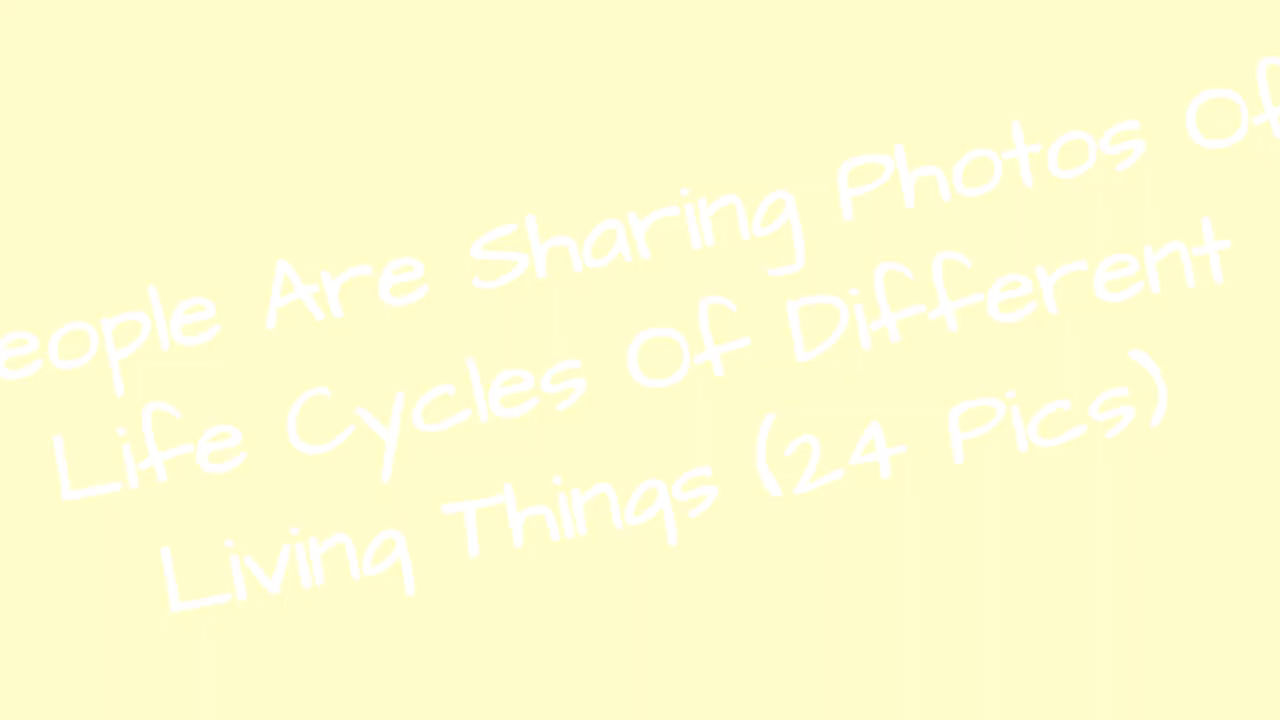 eople Are Sharing Photos Of
Life Cycles Of Different
Living Things (24 Pics)